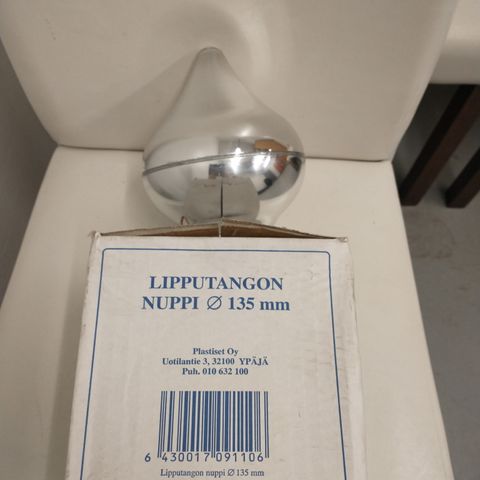 LIPPUTANGON
NUPPI ∅ 135 mm
Plastiset Oy
Uotilantie 3, 32100 YPÄJÄ
Puh. 010 632 100
6 430017 091106
Lipputangon nuppi ∅ 135 mm